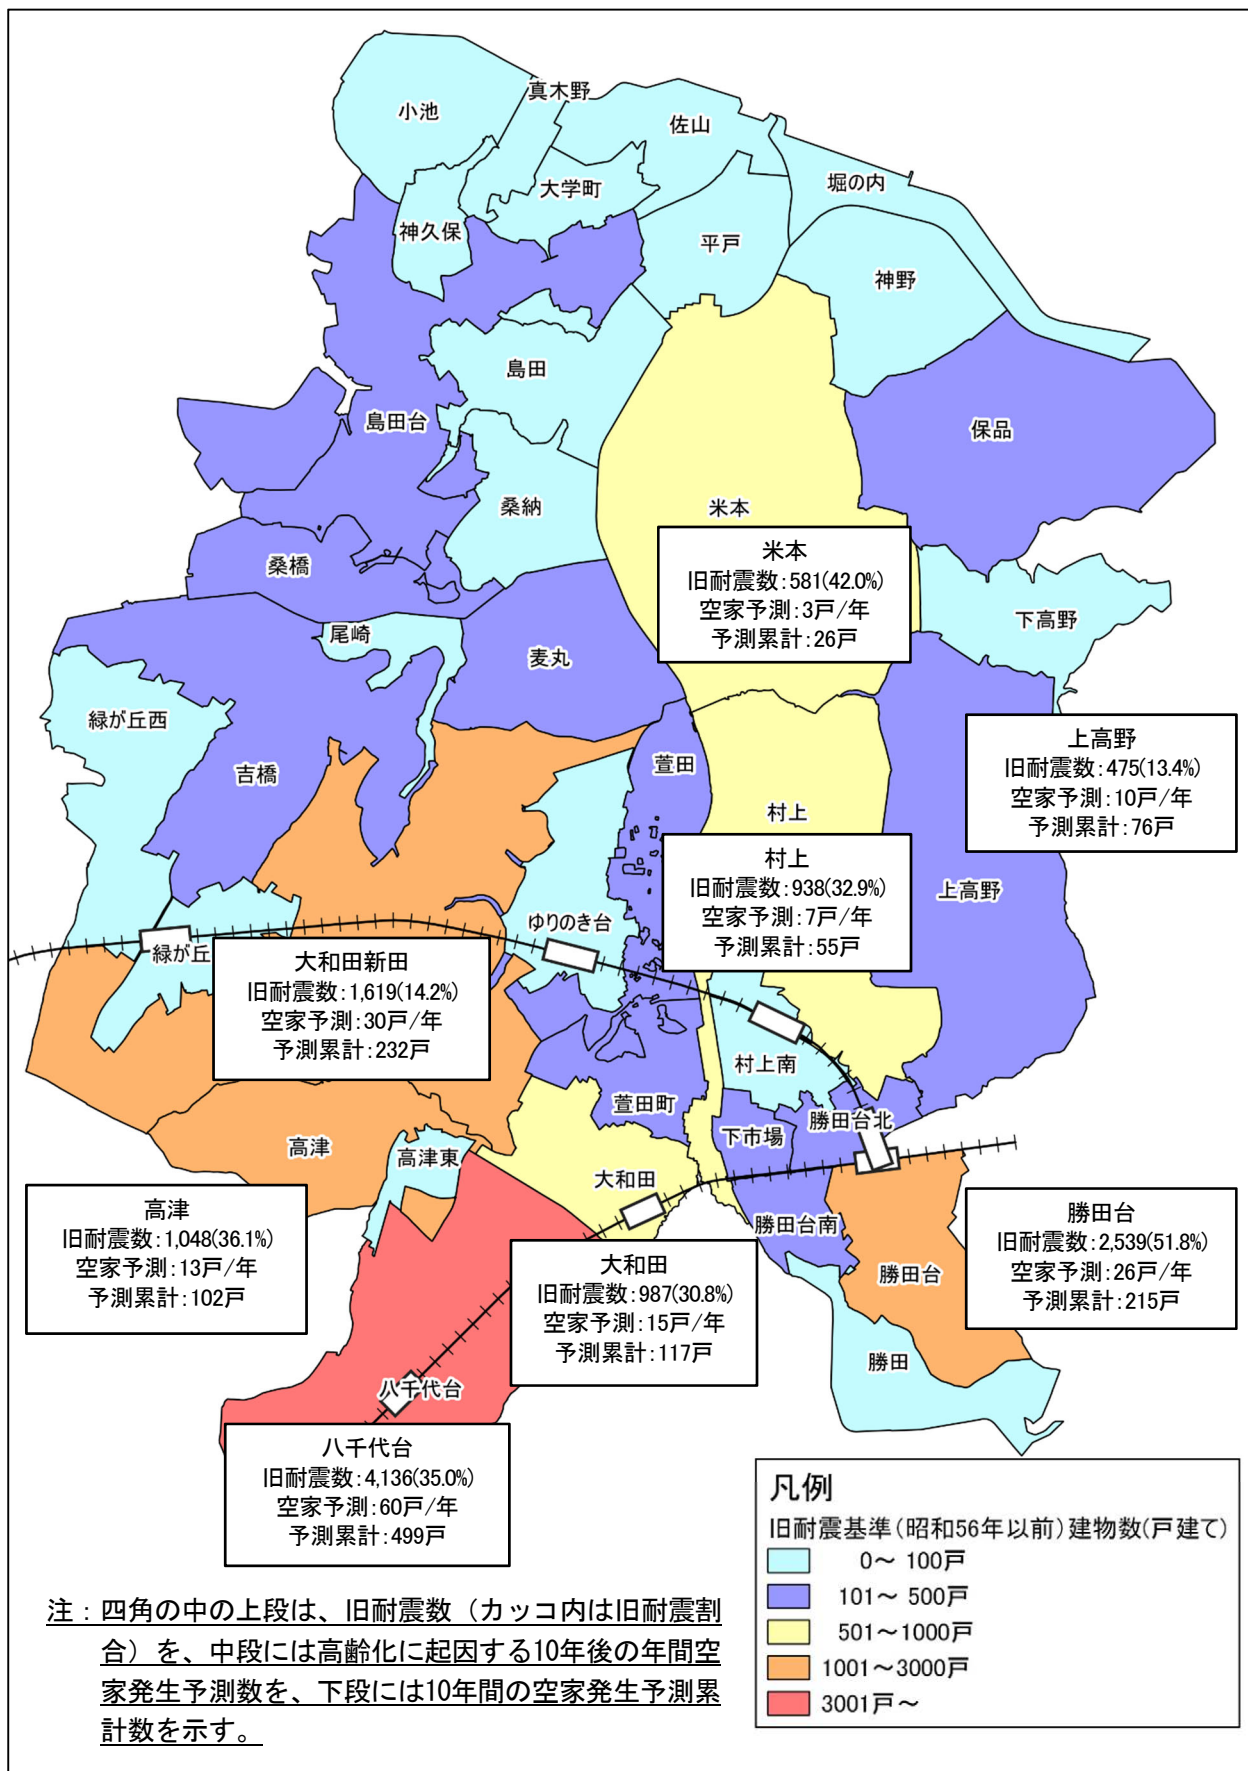 小池
真木野
佐山
大学町
堀の内
神久保
平戸
神野
島田
島田台
保品
桑納
米本
米本
旧耐震数:581(42.0%)
空家予測:3戸/年
予測累計:26戸
桑橋
下高野
尾崎
麦丸
緑が丘西
吉橋
萱田
上高野
旧耐震数:475(13.4%)
空家予測:10戸/年
予測累計:76戸
村上
村上
旧耐震数:938(32.9%)
空家予測:7戸/年
予測累計:55戸
上高野
ゆりのき台
緑が丘
大和田新田
旧耐震数:1,619(14.2%)
空家予測:30戸/年
予測累計:232戸
村上南
萱田町
下市場
勝田台北
高津
高津東
大和田
勝田台南
勝田台
高津
旧耐震数:1,048(36.1%)
空家予測:13戸/年
予測累計:102戸
勝田台
旧耐震数:2,539(51.8%)
空家予測:26戸/年
予測累計:215戸
大和田
旧耐震数:987(30.8%)
空家予測:15戸/年
予測累計:117戸
勝田
八千代台
八千代台
旧耐震数:4,136(35.0%)
空家予測:60戸/年
予測累計:499戸
凡例
旧耐震基準(昭和56年以前)建物数(戸建て)
0～ 100戸
101～ 500戸
501～1000戸
1001～3000戸
3001戸～
注：四角の中の上段は、旧耐震数（カッコ内は旧耐震割
合）を、中段には高齢化に起因する10年後の年間空
家発生予測数を、下段には10年間の空家発生予測累
計数を示す。